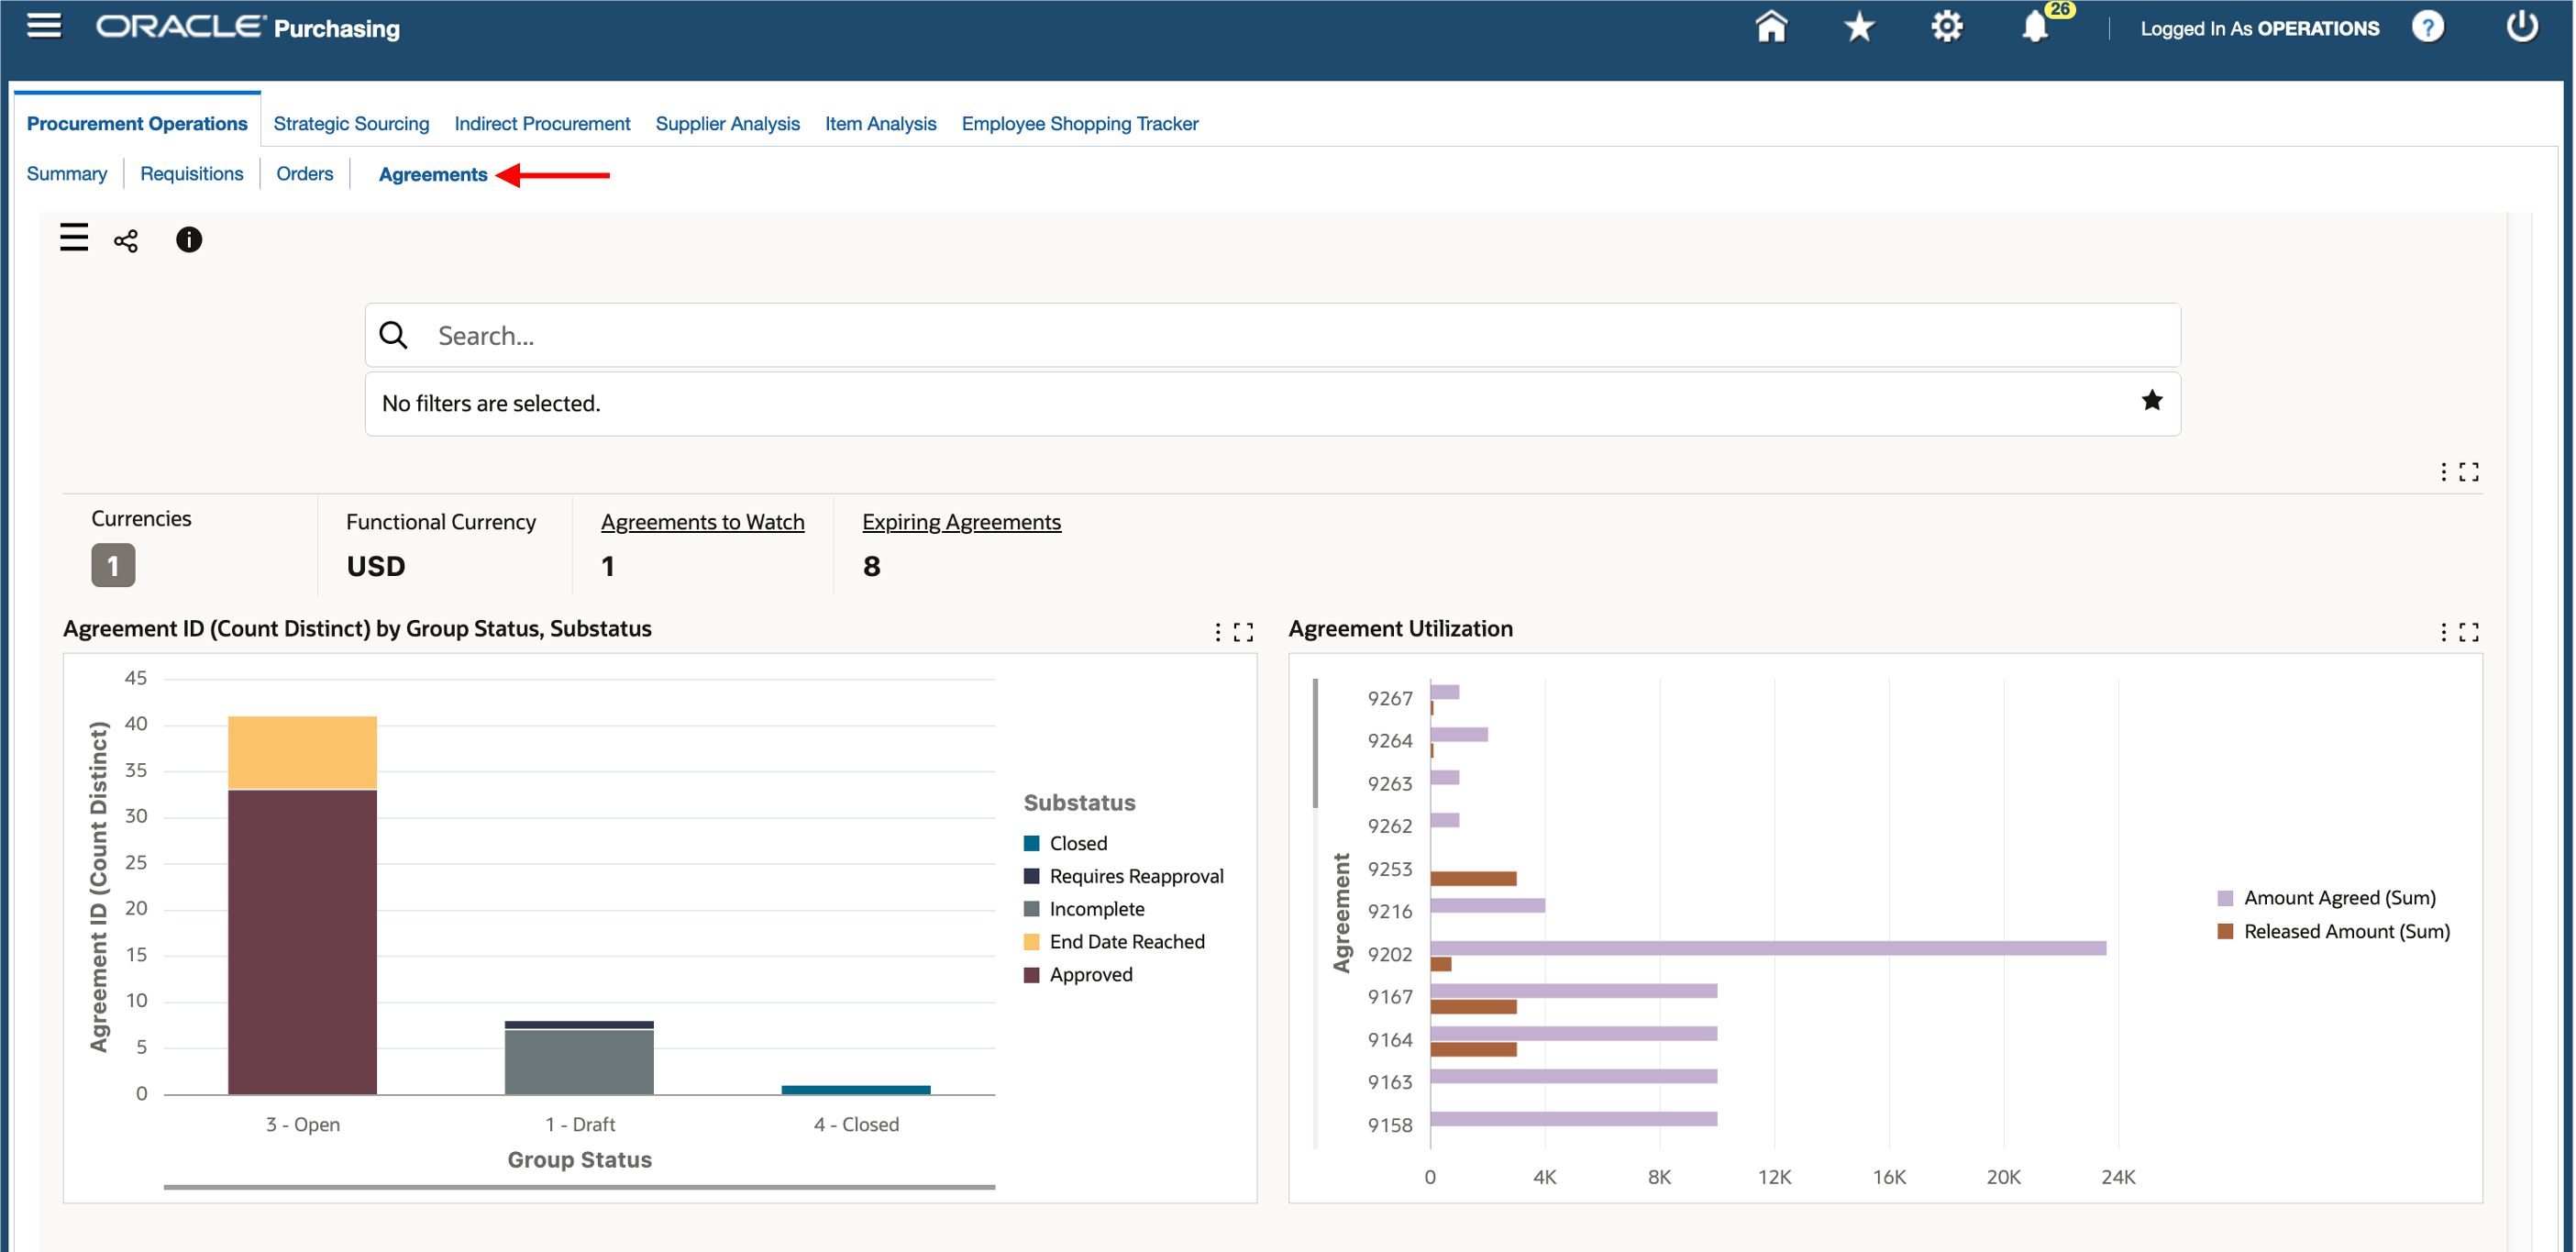 ORACLE Purchasing
26
Logged In As OPERATIONS
?
Procurement Operations
Strategic Sourcing
Indirect Procurement
Supplier Analysis
Item Analysis
Employee Shopping Tracker
Summary
Requisitions
Orders
Agreements
i
Search...
No filters are selected.
Currencies
1
Functional Currency
USD
Agreements to Watch
1
Expiring Agreements
8
Agreement ID (Count Distinct) by Group Status, Substatus
Agreement ID (Count Distinct)
45
40
35
30
25
20
15
10
5
0
3 - Open
1 - Draft
4 - Closed
Group Status
Substatus
Closed
Requires Reapproval
Incomplete
End Date Reached
Approved
Agreement Utilization
Agreement
9267
9264
9263
9262
9253
9216
9202
9167
9164
9163
9158
0
4K
8K
12K
16K
20K
24K
Amount Agreed (Sum)
Released Amount (Sum)